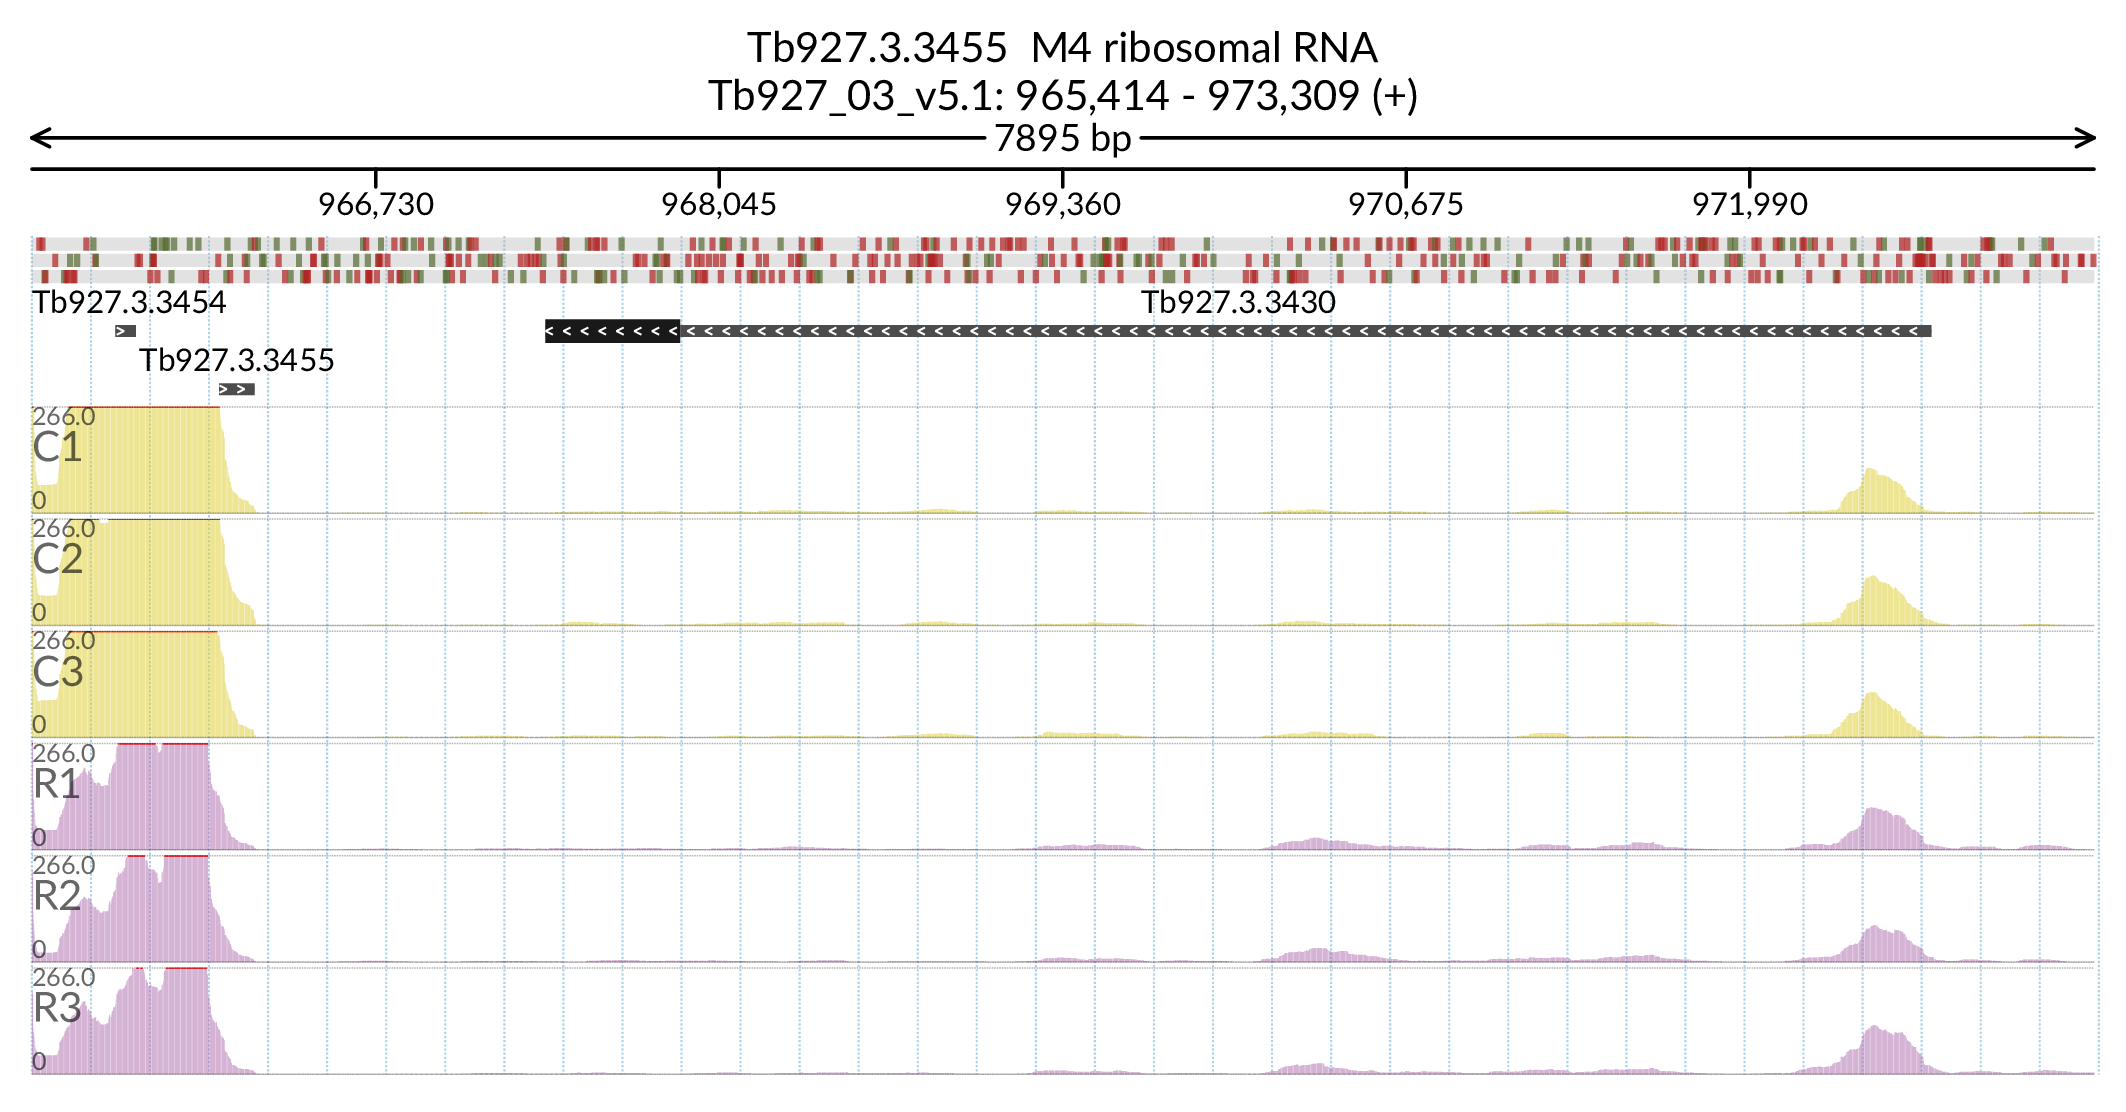 Tb927.3.3455  M4 ribosomal RNA
Tb927_03_v5.1: 965,414 - 973,309 (+)
7895 bp
966,730 968,045 969,360 970,675 971,990
Tb927.3.3454 Tb927.3.3430
Tb927.3.3455
266.0
C1
0
266.0
C2
0
266.0
C3
0
266.0
R1
0
266.0
R2
0
266.0
R3
0